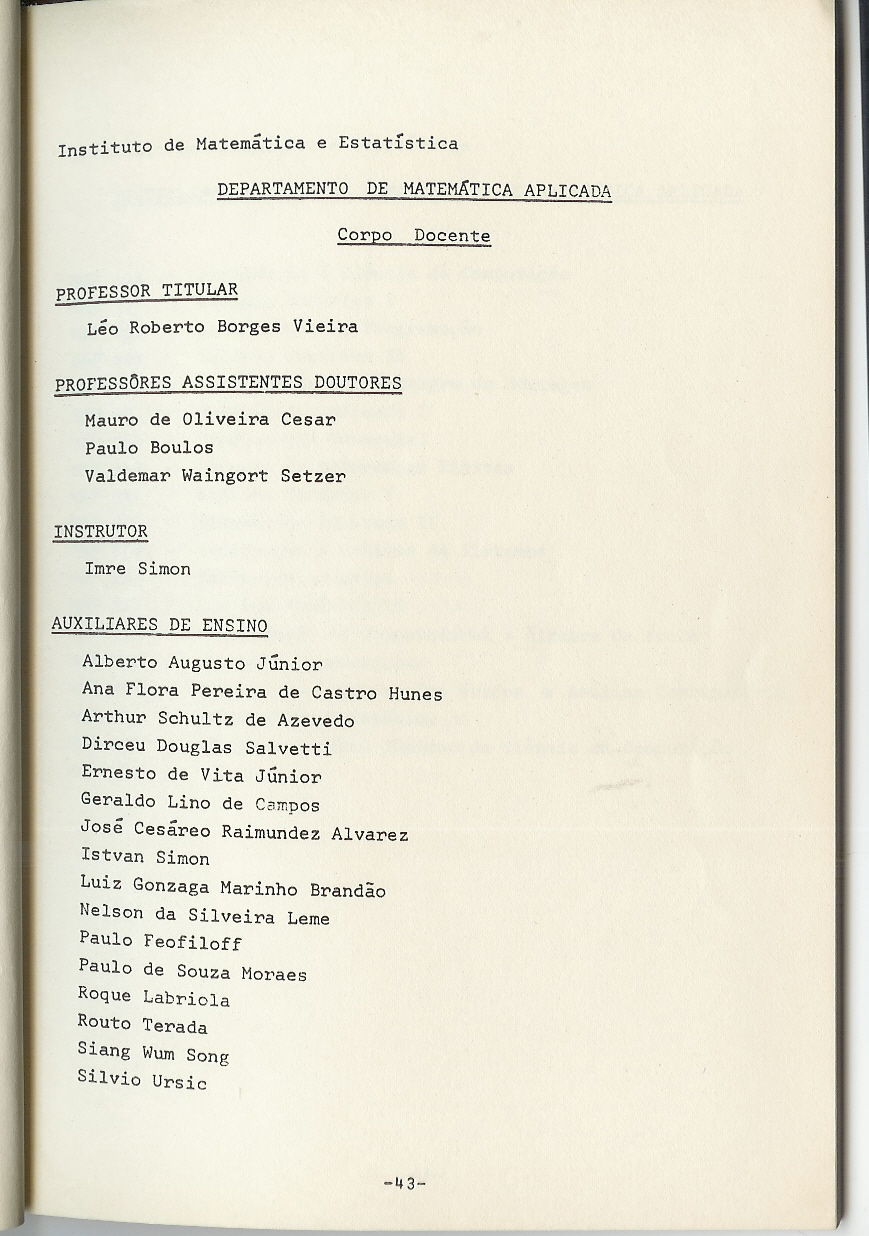 Instituto de Matemática e Estatística
DEPARTAMENTO DE MATEMÁTICA APLICADA
Corpo Docente
PROFESSOR TITULAR
Léo Roberto Borges Vieira
PROFESSÔRES ASSISTENTES DOUTORES
Mauro de Oliveira Cesar
Paulo Boulos
Valdemar Waingort Setzer
INSTRUTOR
Imre Simon
AUXILIARES DE ENSINO
Alberto Augusto Júnior
Ana Flora Pereira de Castro Hunes
Arthur Schultz de Azevedo
Dirceu Douglas Salvetti
Ernesto de Vita Júnior
Geraldo Lino de Campos
José Cesáreo Raimundez Alvarez
Istvan Simon
Luiz Gonzaga Marinho Brandão
Nelson da Silveira Leme
Paulo Feofiloff
Paulo de Souza Moraes
Roque Labriola
Routo Terada
Siang Wum Song
Silvio Ursic
-43-